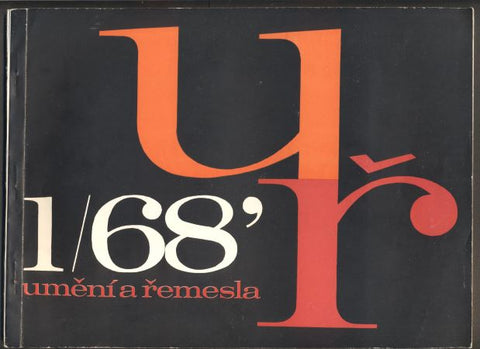 u
ř
1/68’
umění a řemesla